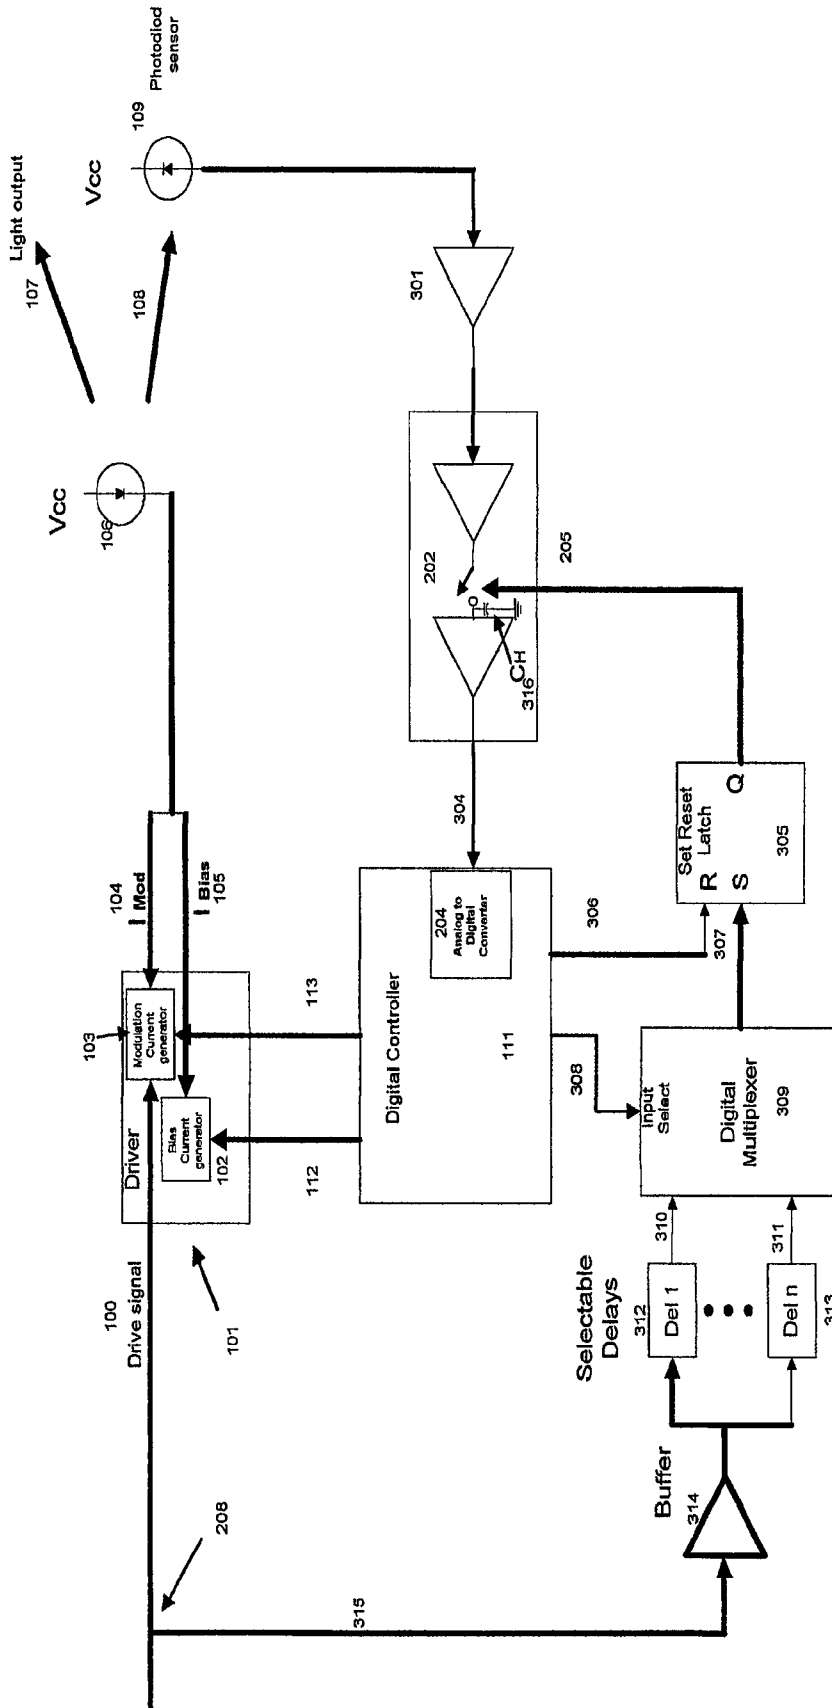 Light output
107
108
Vcc
109
Photodiod
sensor
Vcc
106
301
202
205
CH
316
304
104
I Mod
I Bias
105
103
Modulation
Current
generator
Driver
Bias
Current
generator
102
113
112
Digital Controller
204
Analog to
Digital
Converter
111
306
308
Set Reset
Latch
R
S
Q
305
307
Input
Select
Digital
Multiplexer
309
310
311
100
Drive signal
101
Selectable
Delays
312
Del 1
Del n
313
208
315
Buffer
314